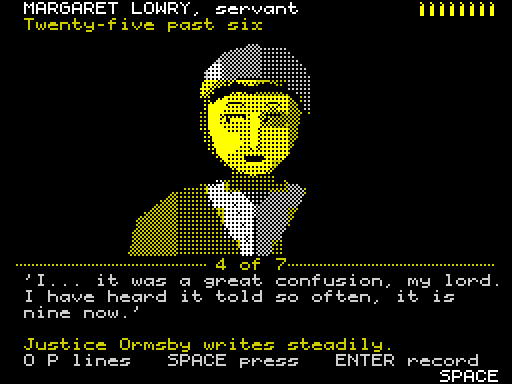 MARGARET LOWRY, servant
Twenty-five past six
4 of 7
'I... it was a great confusion, my lord.
I have heard it told so often, it is
nine now.'
Justice Ormsby writes steadily.
O P lines   SPACE press   ENTER record
SPACE